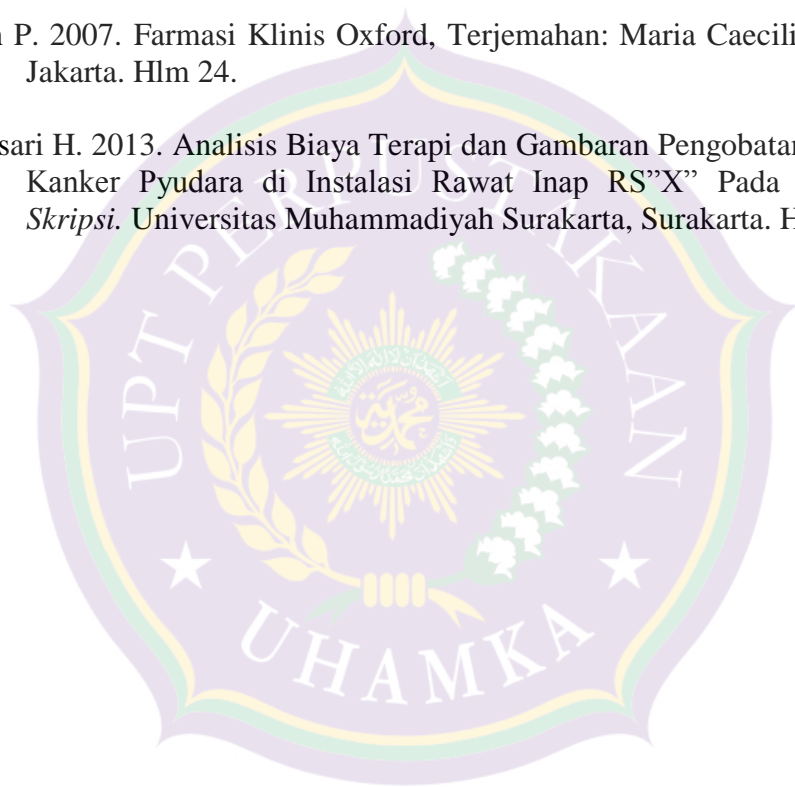 P. 2007. Farmasi Klinis Oxford, Terjemahan: Maria
Jakarta. Hlm 24.
sari H. 2013. Analisis Biaya Terapi dan Gambaran Pengobatan
Kanker Pyudara di Instalasi Rawat Inap RS”X” Pada
Skripsi. Universitas Muhammadiyah Surakarta, Surakarta. H
UPT PERPUSTAKAAN
UHAMKA